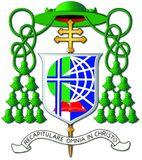 RECAPITULARE OMNIA IN CHRISTO